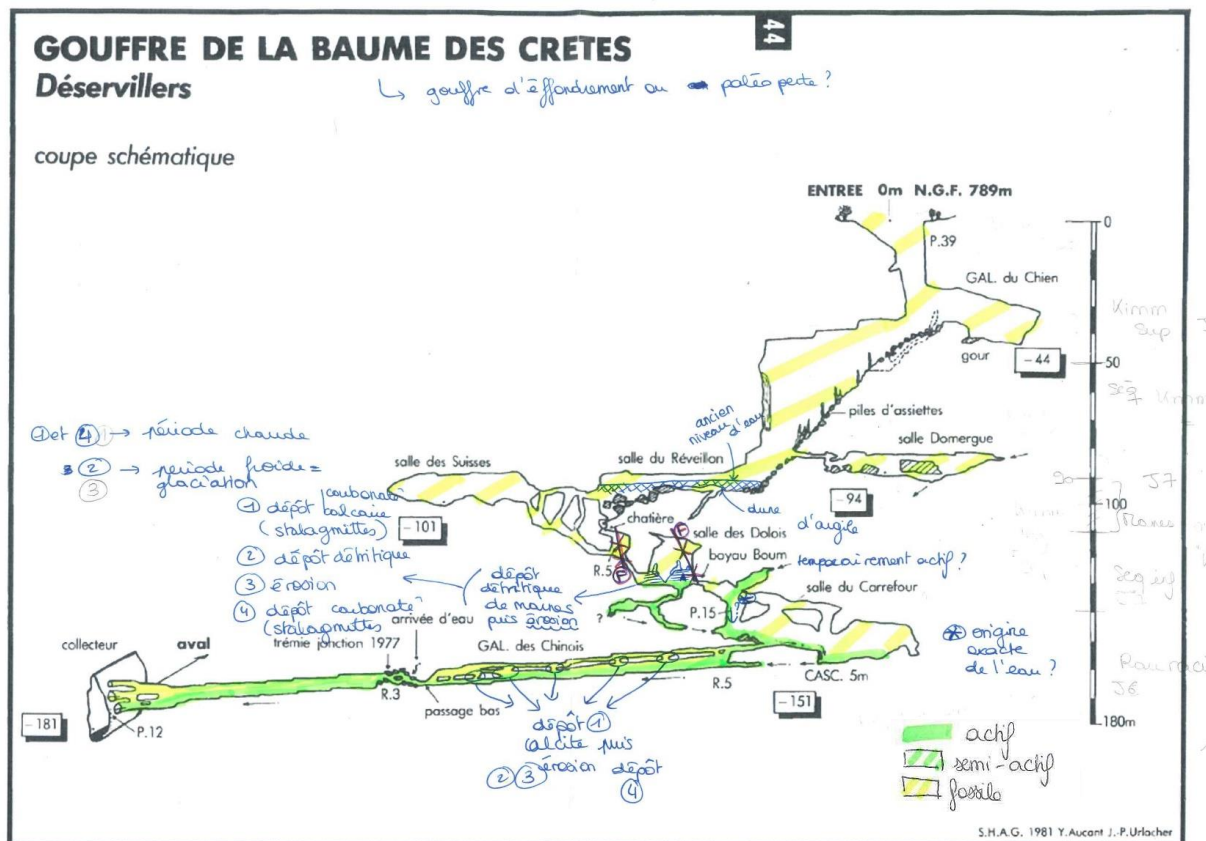 44
GOUFFRE DE LA BAUME DES CRETES
Déservillers
↳ gouffre d'éffondrement ou paléo perte ?
coupe schématique
ENTREE 0m N.G.F. 789m
0
P.39
GAL. du Chien
Kimm
Sup
gour
-44
50
piles d'assiettes
ancien
niveau d'eau
salle Domergue
salle du Réveillon
salle des Suisses
① et ④ → période chaude
② → période froide =
③ glaciation
-94
J7
100
-101
① dépôt carbonaté
calcaire
(stalagmites)
dune
d'argile
chatière
salle des Dolois
F
R.5
F
boyau Boum
temporairement actif ?
② dépôt détritique
③ érosion
④ dépôt carbonaté
(stalagmites)
dépôt
détritique
de marnes
puis érosion
salle du Carrefour
P.15
?
arrivée d'eau
trémie jonction 1977
GAL. des Chinois
origine
exacte
de l'eau ?
collecteur
aval
R.3
R.5
CASC. 5m
J6
passage bas
-151
-181
P.12
180m
dépôt ①
calcite puis
érosion dépôt
② ③ ④
actif
semi-actif
fossile
S.H.A.G. 1981 Y.Aucant J.-P.Urlacher